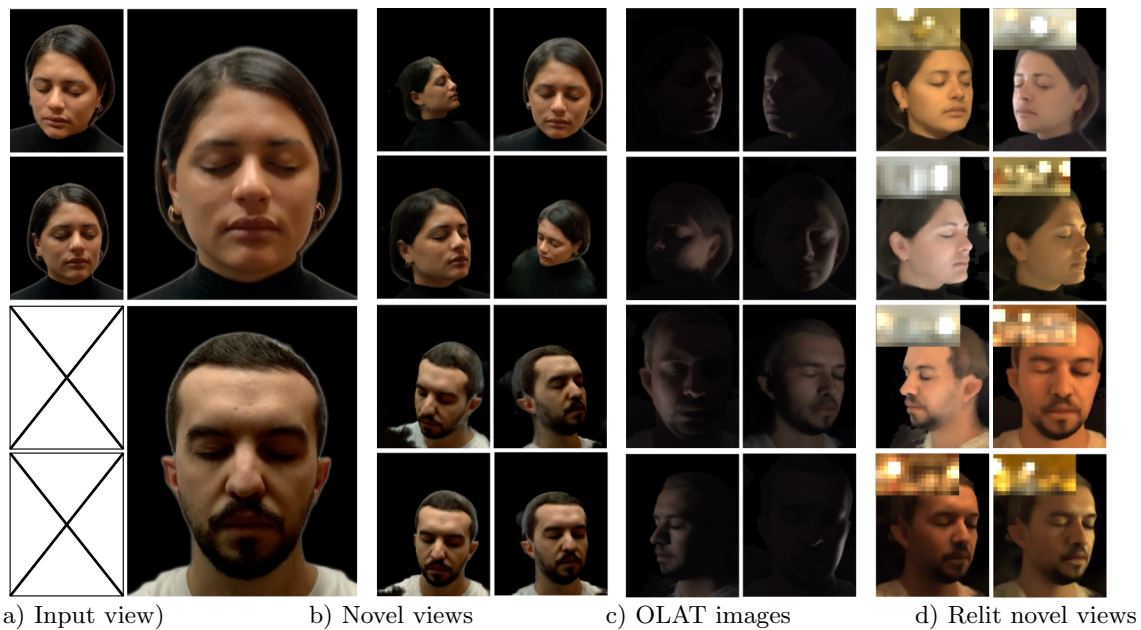 a) Input view)
b) Novel views
c) OLAT images
d) Relit novel views